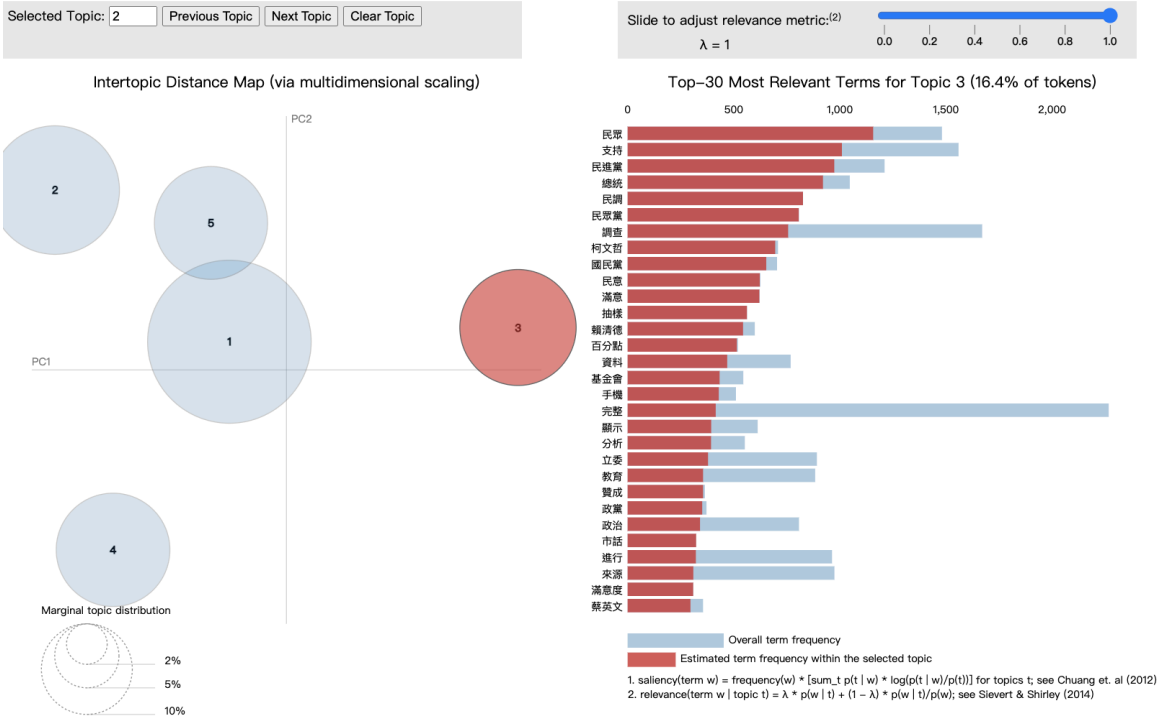 Selected Topic: 2 Previous Topic Next Topic Clear Topic
Slide to adjust relevance metric:(2)
λ = 1
0.0 0.2 0.4 0.6 0.8 1.0
Intertopic Distance Map (via multidimensional scaling)
PC2
PC1
2
5
1
3
4
Marginal topic distribution
2%
5%
10%
Top-30 Most Relevant Terms for Topic 3 (16.4% of tokens)
0 500 1,000 1,500 2,000
民眾
支持
民進黨
總統
民調
民眾黨
調查
柯文哲
國民黨
民意
滿意
抽樣
賴清德
百分點
資料
基金會
手機
完整
顯示
分析
立委
教育
贊成
政黨
政治
市話
進行
來源
滿意度
蔡英文
Overall term frequency
Estimated term frequency within the selected topic
1. saliency(term w) = frequency(w) * [sum_t p(t | w) * log(p(t | w)/p(t))] for topics t; see Chuang et. al (2012)
2. relevance(term w | topic t) = λ * p(w | t) + (1 − λ) * p(w | t)/p(w); see Sievert & Shirley (2014)